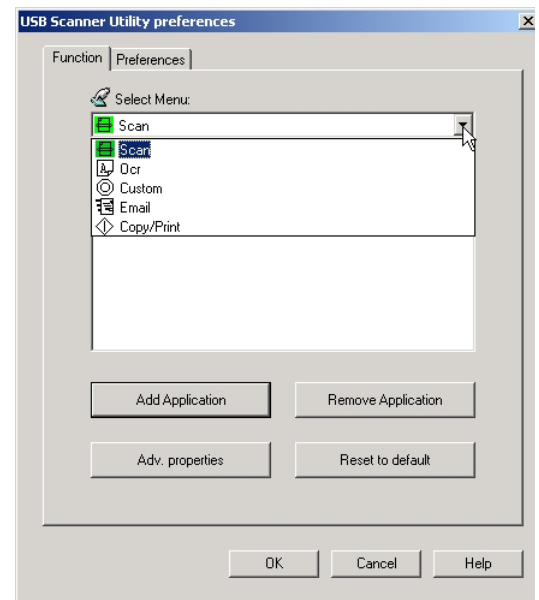 USB Scanner Utility preferences
Function Preferences
Select Menu:
Scan
Scan
Ocr
Custom
Email
Copy/Print
Add Application Remove Application
Adv. properties Reset to default
OK Cancel Help